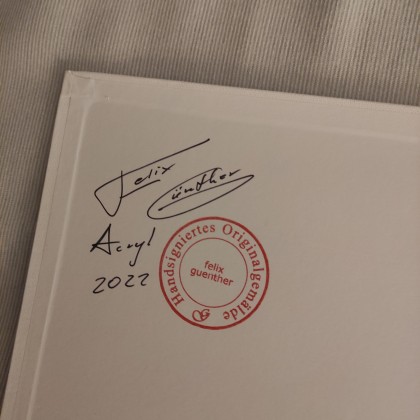 Felix
Günther
Acryl
2022
Handsigniertes Originalgemälde
felix
guenther